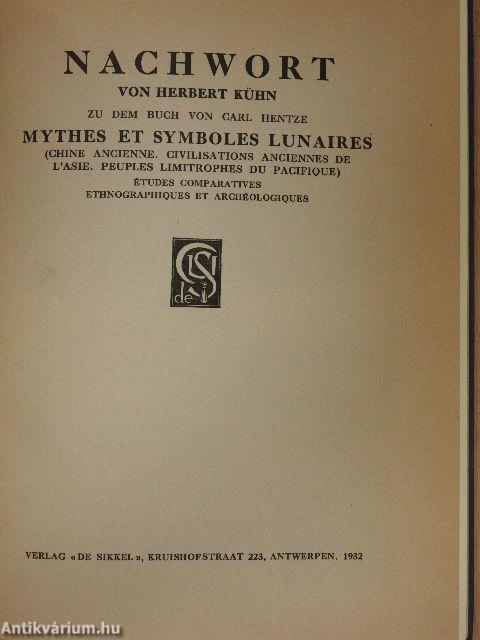 NACHWORT
VON HERBERT KÜHN
ZU DEM BUCH VON CARL HENTZE
MYTHES ET SYMBOLES LUNAIRES
(CHINE ANCIENNE. CIVILISATIONS ANCIENNES DE
L'ASIE. PEUPLES LIMITROPHES DU PACIFIQUE)
ÉTUDES COMPARATIVES
ETHNOGRAPHIQUES ET ARCHÉOLOGIQUES
de
VERLAG «DE SIKKEL», KRUISHOFSTRAAT 223, ANTWERPEN. 1932
Antikvárium.hu